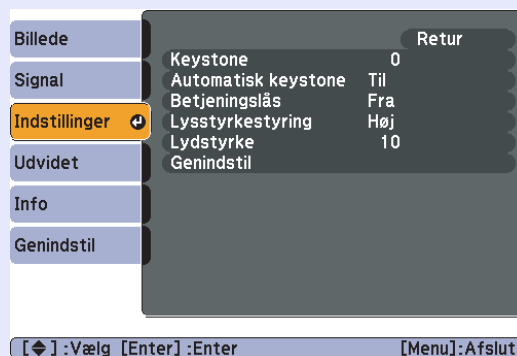 Billede
Signal
Indstillinger
Udvidet
Info
Genindstil
Retur
Keystone 0
Automatisk keystone Til
Betjeningslås Fra
Lysstyrkestyring Høj
Lydstyrke 10
Genindstil
[◆] :Vælg [Enter] :Enter [Menu]:Afslut